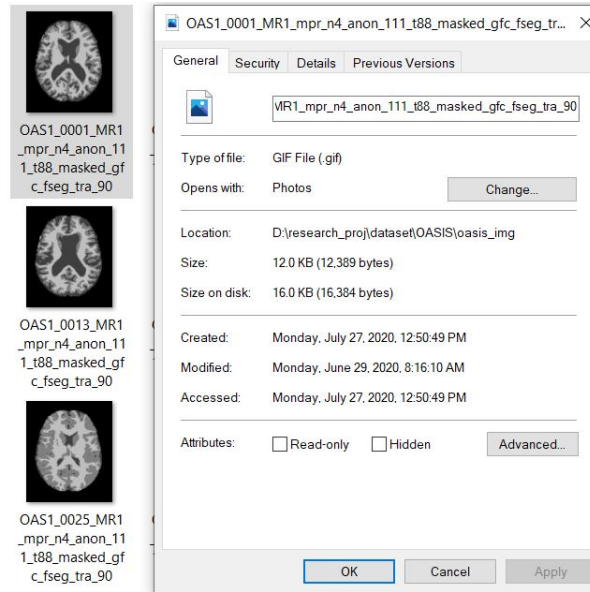 OAS1_0001_MR1
_mpr_n4_anon_11
1_t88_masked_gf
c_fseg_tra_90
OAS1_0013_MR1
_mpr_n4_anon_11
1_t88_masked_gf
c_fseg_tra_90
OAS1_0025_MR1
_mpr_n4_anon_11
1_t88_masked_gf
c_fseg_tra_90
OAS1_0001_MR1_mpr_n4_anon_111_t88_masked_gfc_fseg_tr...
General Security Details Previous Versions
MR1_mpr_n4_anon_111_t88_masked_gfc_fseg_tra_90
Type of file: GIF File (.gif)
Opens with: Photos Change...
Location: D:\research_proj\dataset\OASIS\oasis_img
Size: 12.0 KB (12,389 bytes)
Size on disk: 16.0 KB (16,384 bytes)
Created: Monday, July 27, 2020, 12:50:49 PM
Modified: Monday, June 29, 2020, 8:16:10 AM
Accessed: Monday, July 27, 2020, 12:50:49 PM
Attributes: Read-only Hidden Advanced...
OK Cancel Apply